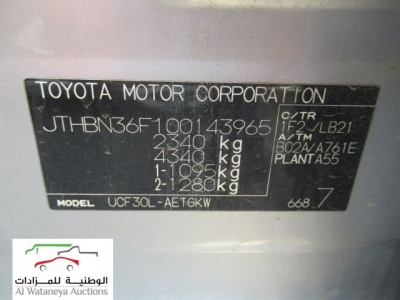 TOYOTA MOTOR CORPORATION
JTHBN36F100143965
2340 kg
4340 kg
1-1095 kg
2-1280 kg
C/TR
1F2 /LB21
A/TM
B02A/A761E
PLANT A55
MODEL UCF30L-AETGKW
668 7
الوطنية للمزادات
Al Wataneya Auctions